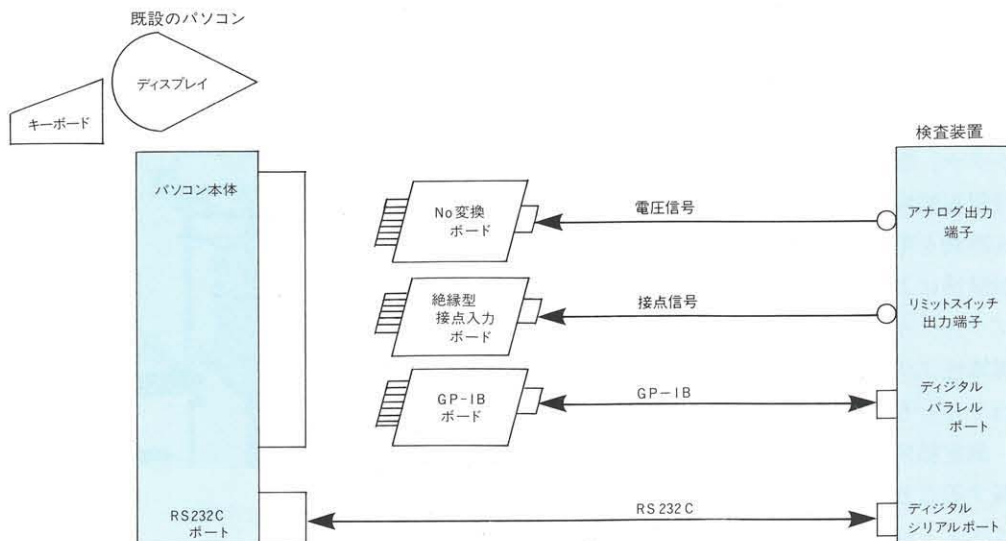 既設のパソコン
ディスプレイ
キーボード
検査装置
パソコン本体
No変換
ボード
電圧信号
アナログ出力
端子
絶縁型
接点入力
ボード
接点信号
リミットスイッチ
出力端子
GP-IB
ボード
GP-IB
ディジタル
パラレル
ポート
RS232C
ポート
RS232C
ディジタル
シリアルポート